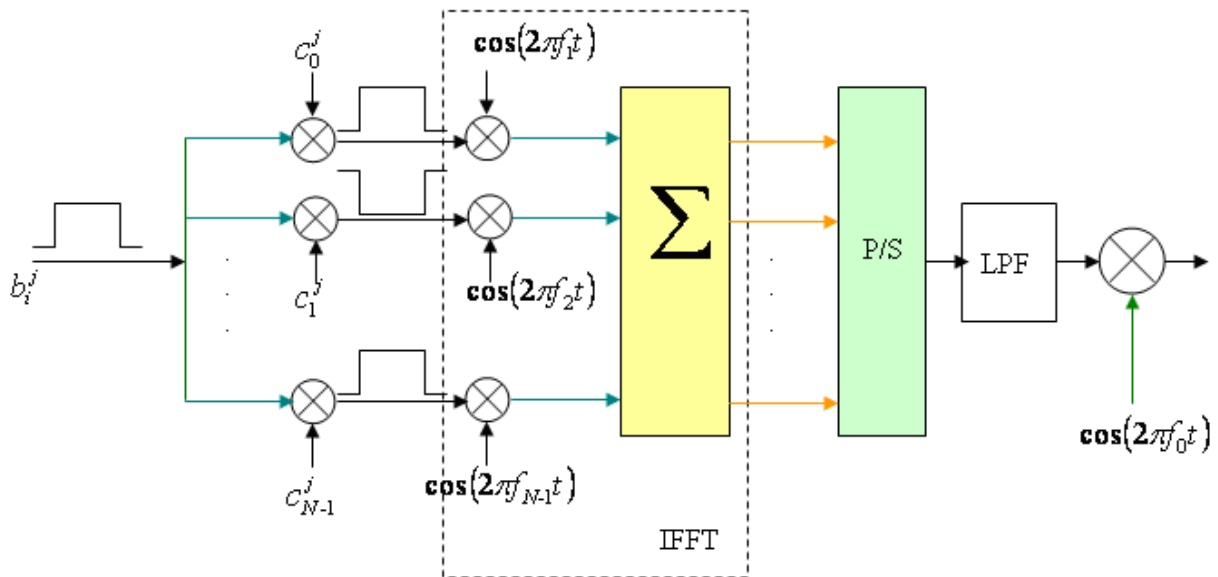 C_0^j
cos(2πf_1t)
b_i^j
C_1^j
cos(2πf_2t)
Σ
P/S
LPF
C_{N-1}^j
cos(2πf_{N-1}t)
cos(2πf_0t)
IFFT